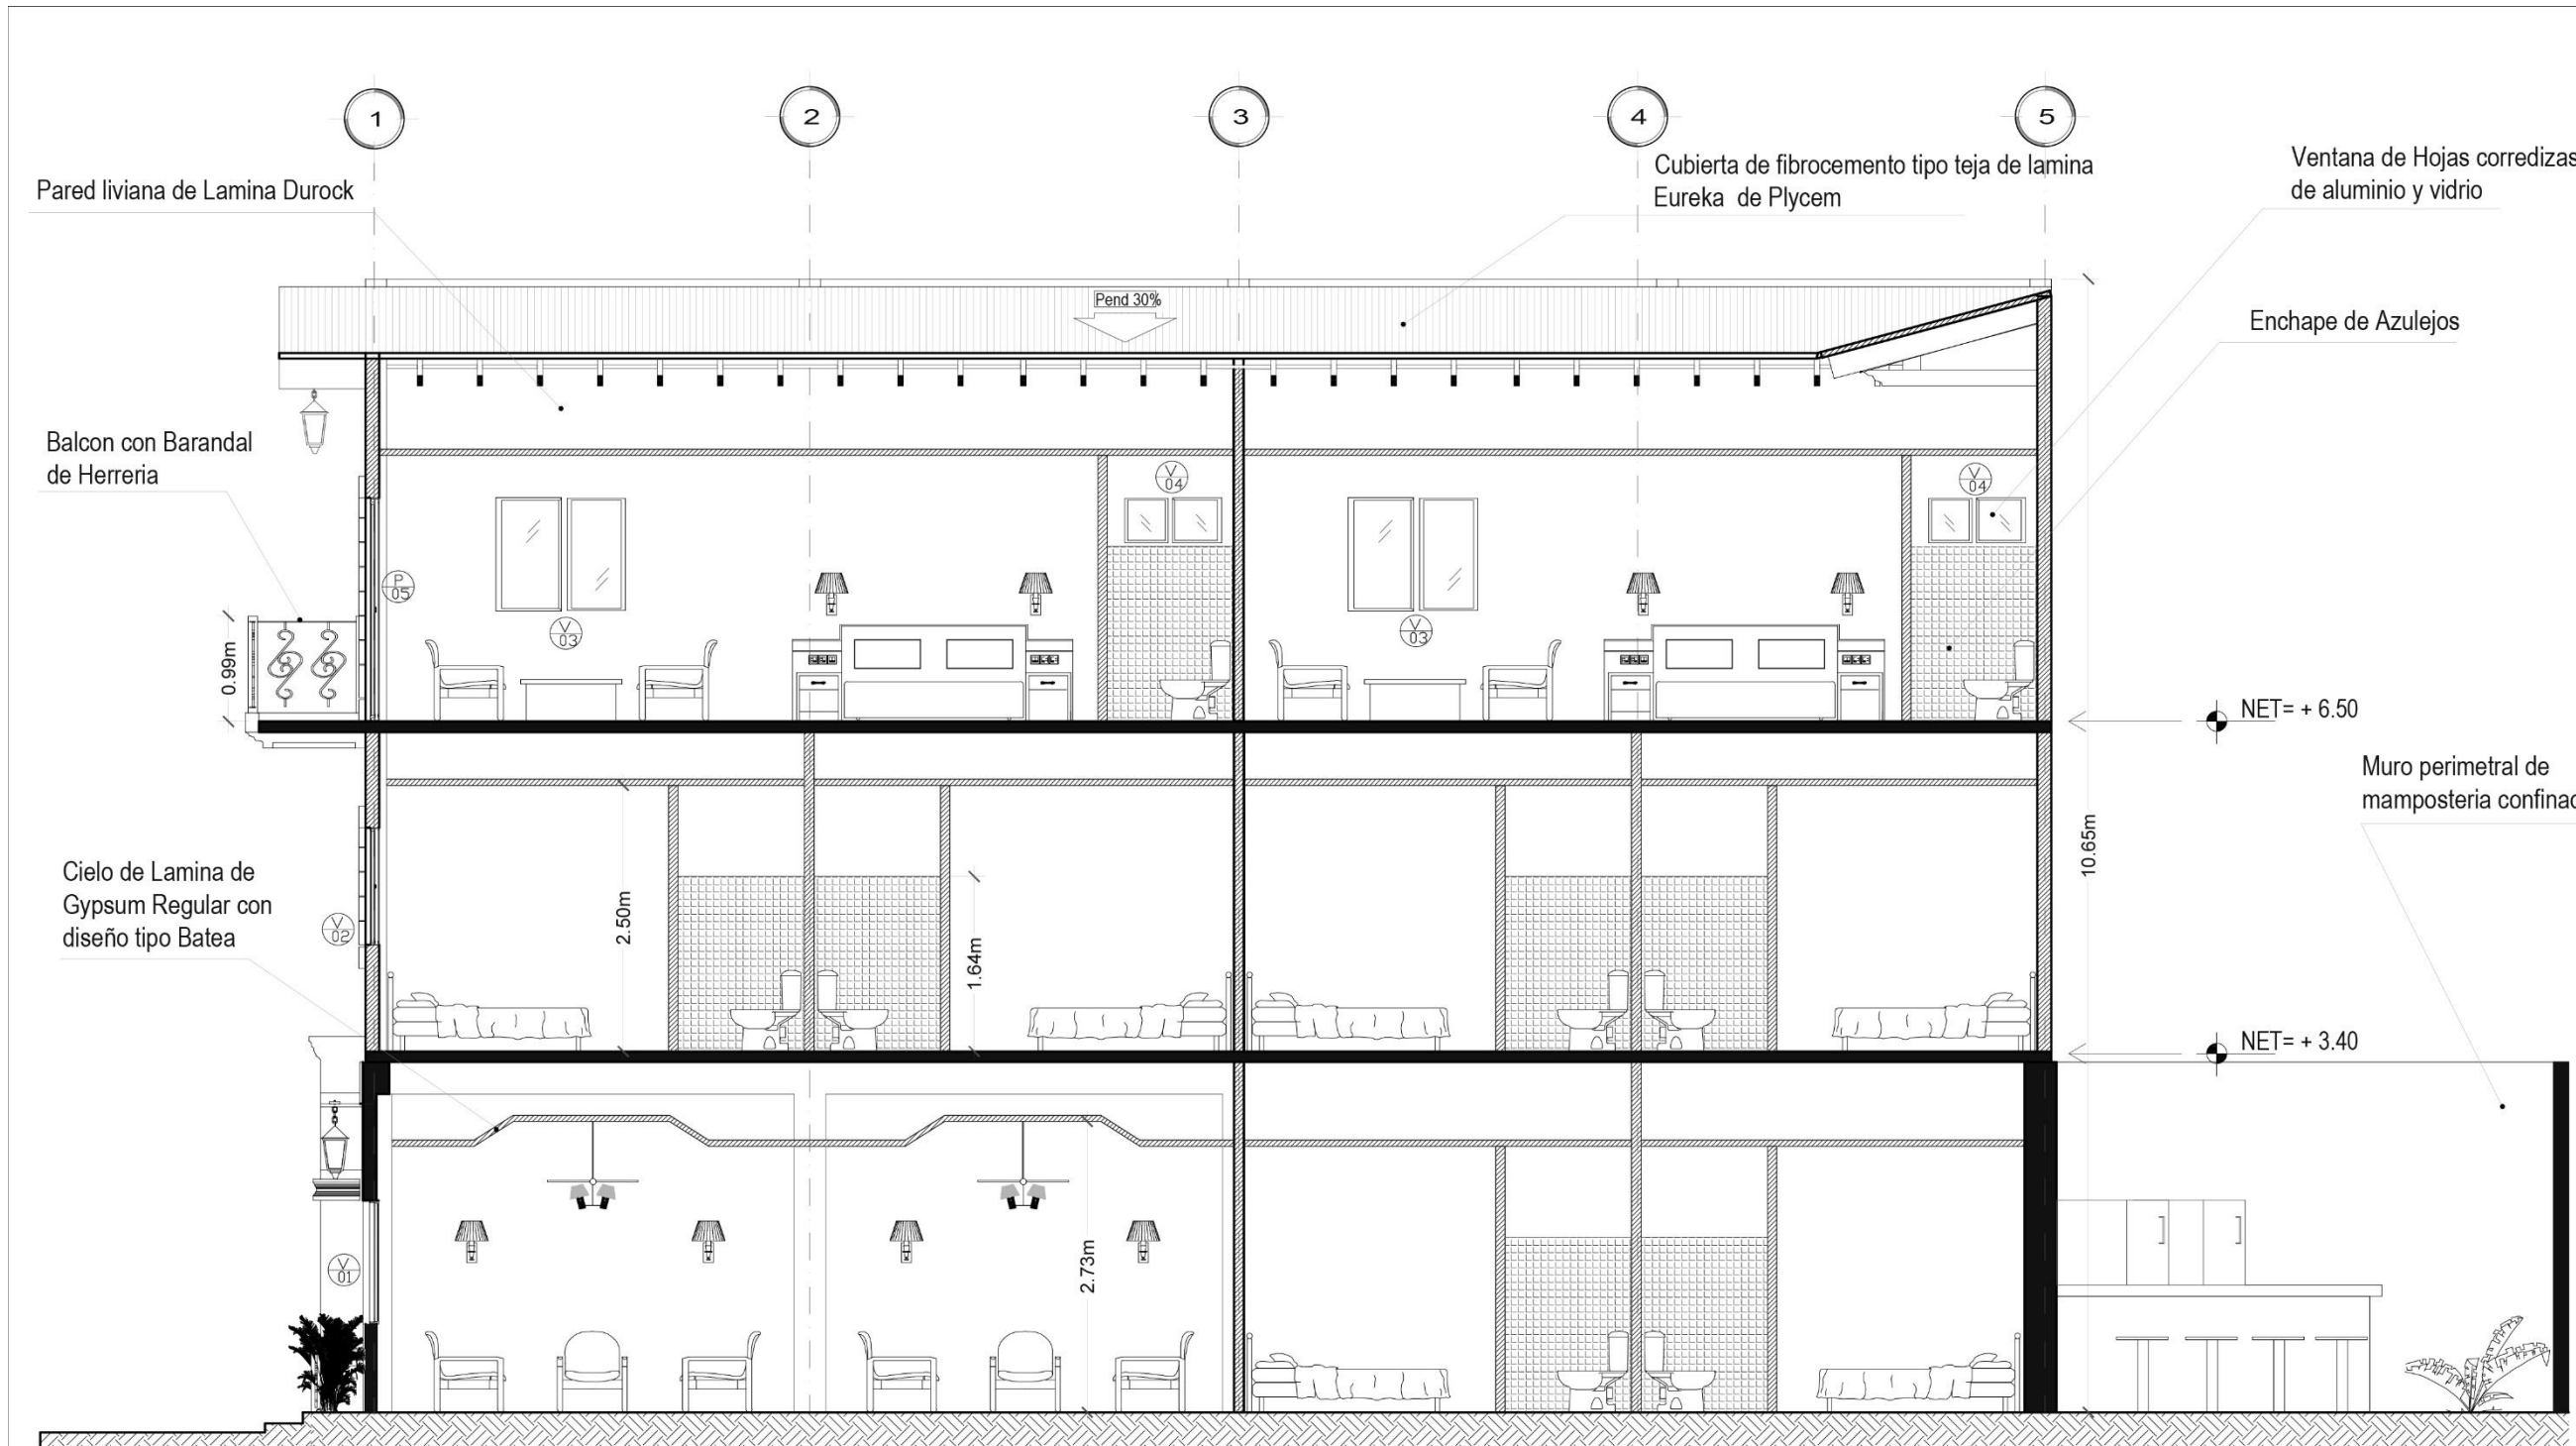 1
2
3
4
5
Pared liviana de Lamina Durock
Cubierta de fibrocemento tipo teja de lamina
Eureka de Plycem
Ventana de Hojas corredizas
de aluminio y vidrio
Pend 30%
Enchape de Azulejos
Balcon con Barandal
de Herreria
V
04
V
04
P
05
V
03
V
03
0.99m
NET= + 6.50
Muro perimetral de
mamposteria confinad
10.65m
Cielo de Lamina de
Gypsum Regular con
diseño tipo Batea
V
02
2.50m
1.64m
NET= + 3.40
V
01
2.73m